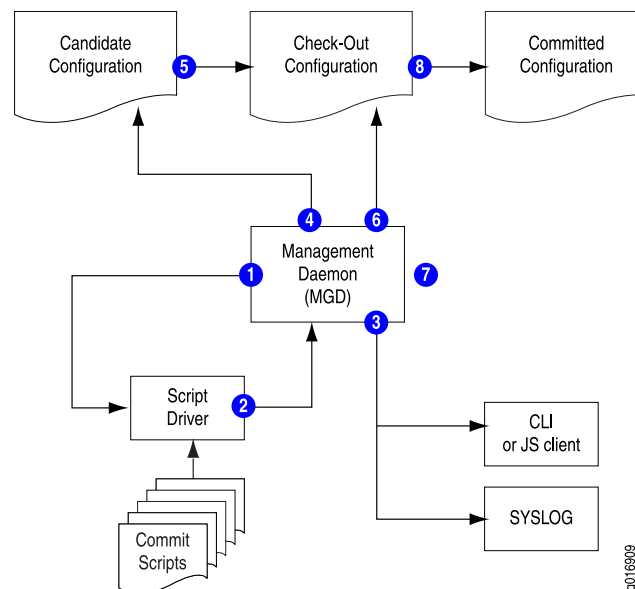 Candidate
Configuration
5
Check-Out
Configuration
8
Committed
Configuration
4
6
1
Management
Daemon
(MGD)
7
3
Script
Driver
2
CLI
or JS client
Commit
Scripts
SYSLOG
g016909